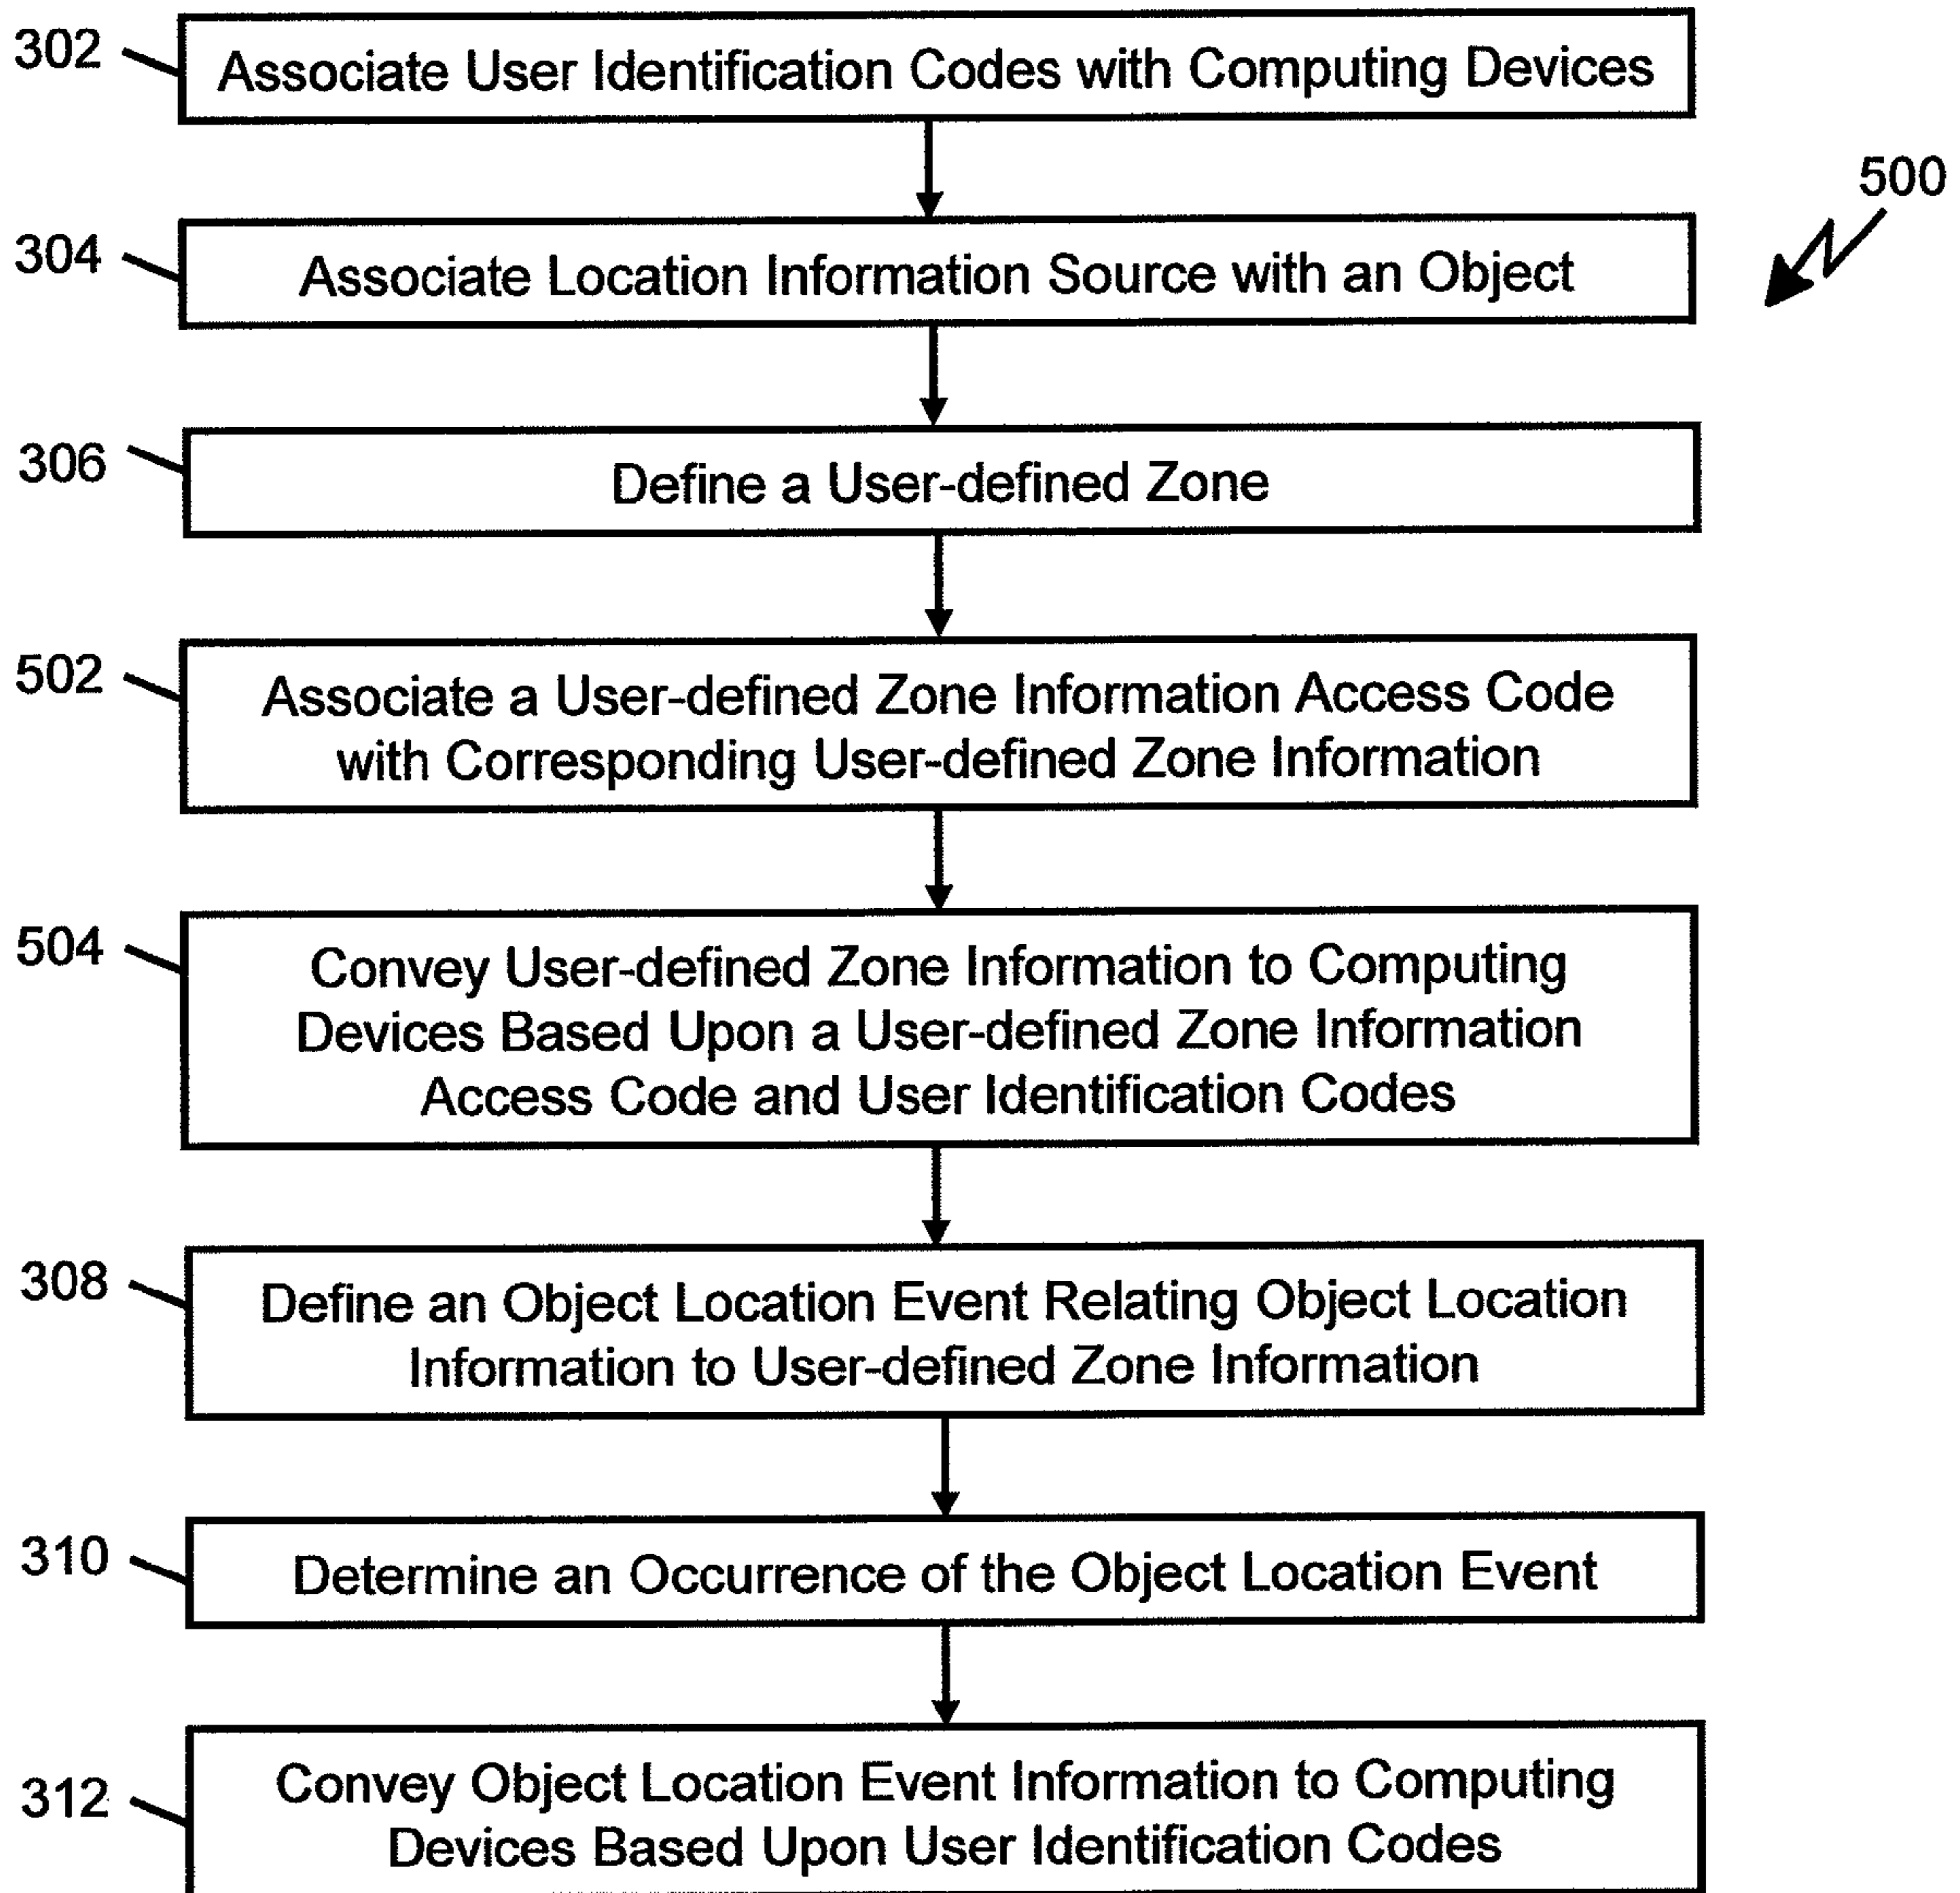 302
Associate User Identification Codes with Computing Devices
500
304
Associate Location Information Source with an Object
306
Define a User-defined Zone
502
Associate a User-defined Zone Information Access Code
with Corresponding User-defined Zone Information
504
Convey User-defined Zone Information to Computing
Devices Based Upon a User-defined Zone Information
Access Code and User Identification Codes
308
Define an Object Location Event Relating Object Location
Information to User-defined Zone Information
310
Determine an Occurrence of the Object Location Event
312
Convey Object Location Event Information to Computing
Devices Based Upon User Identification Codes